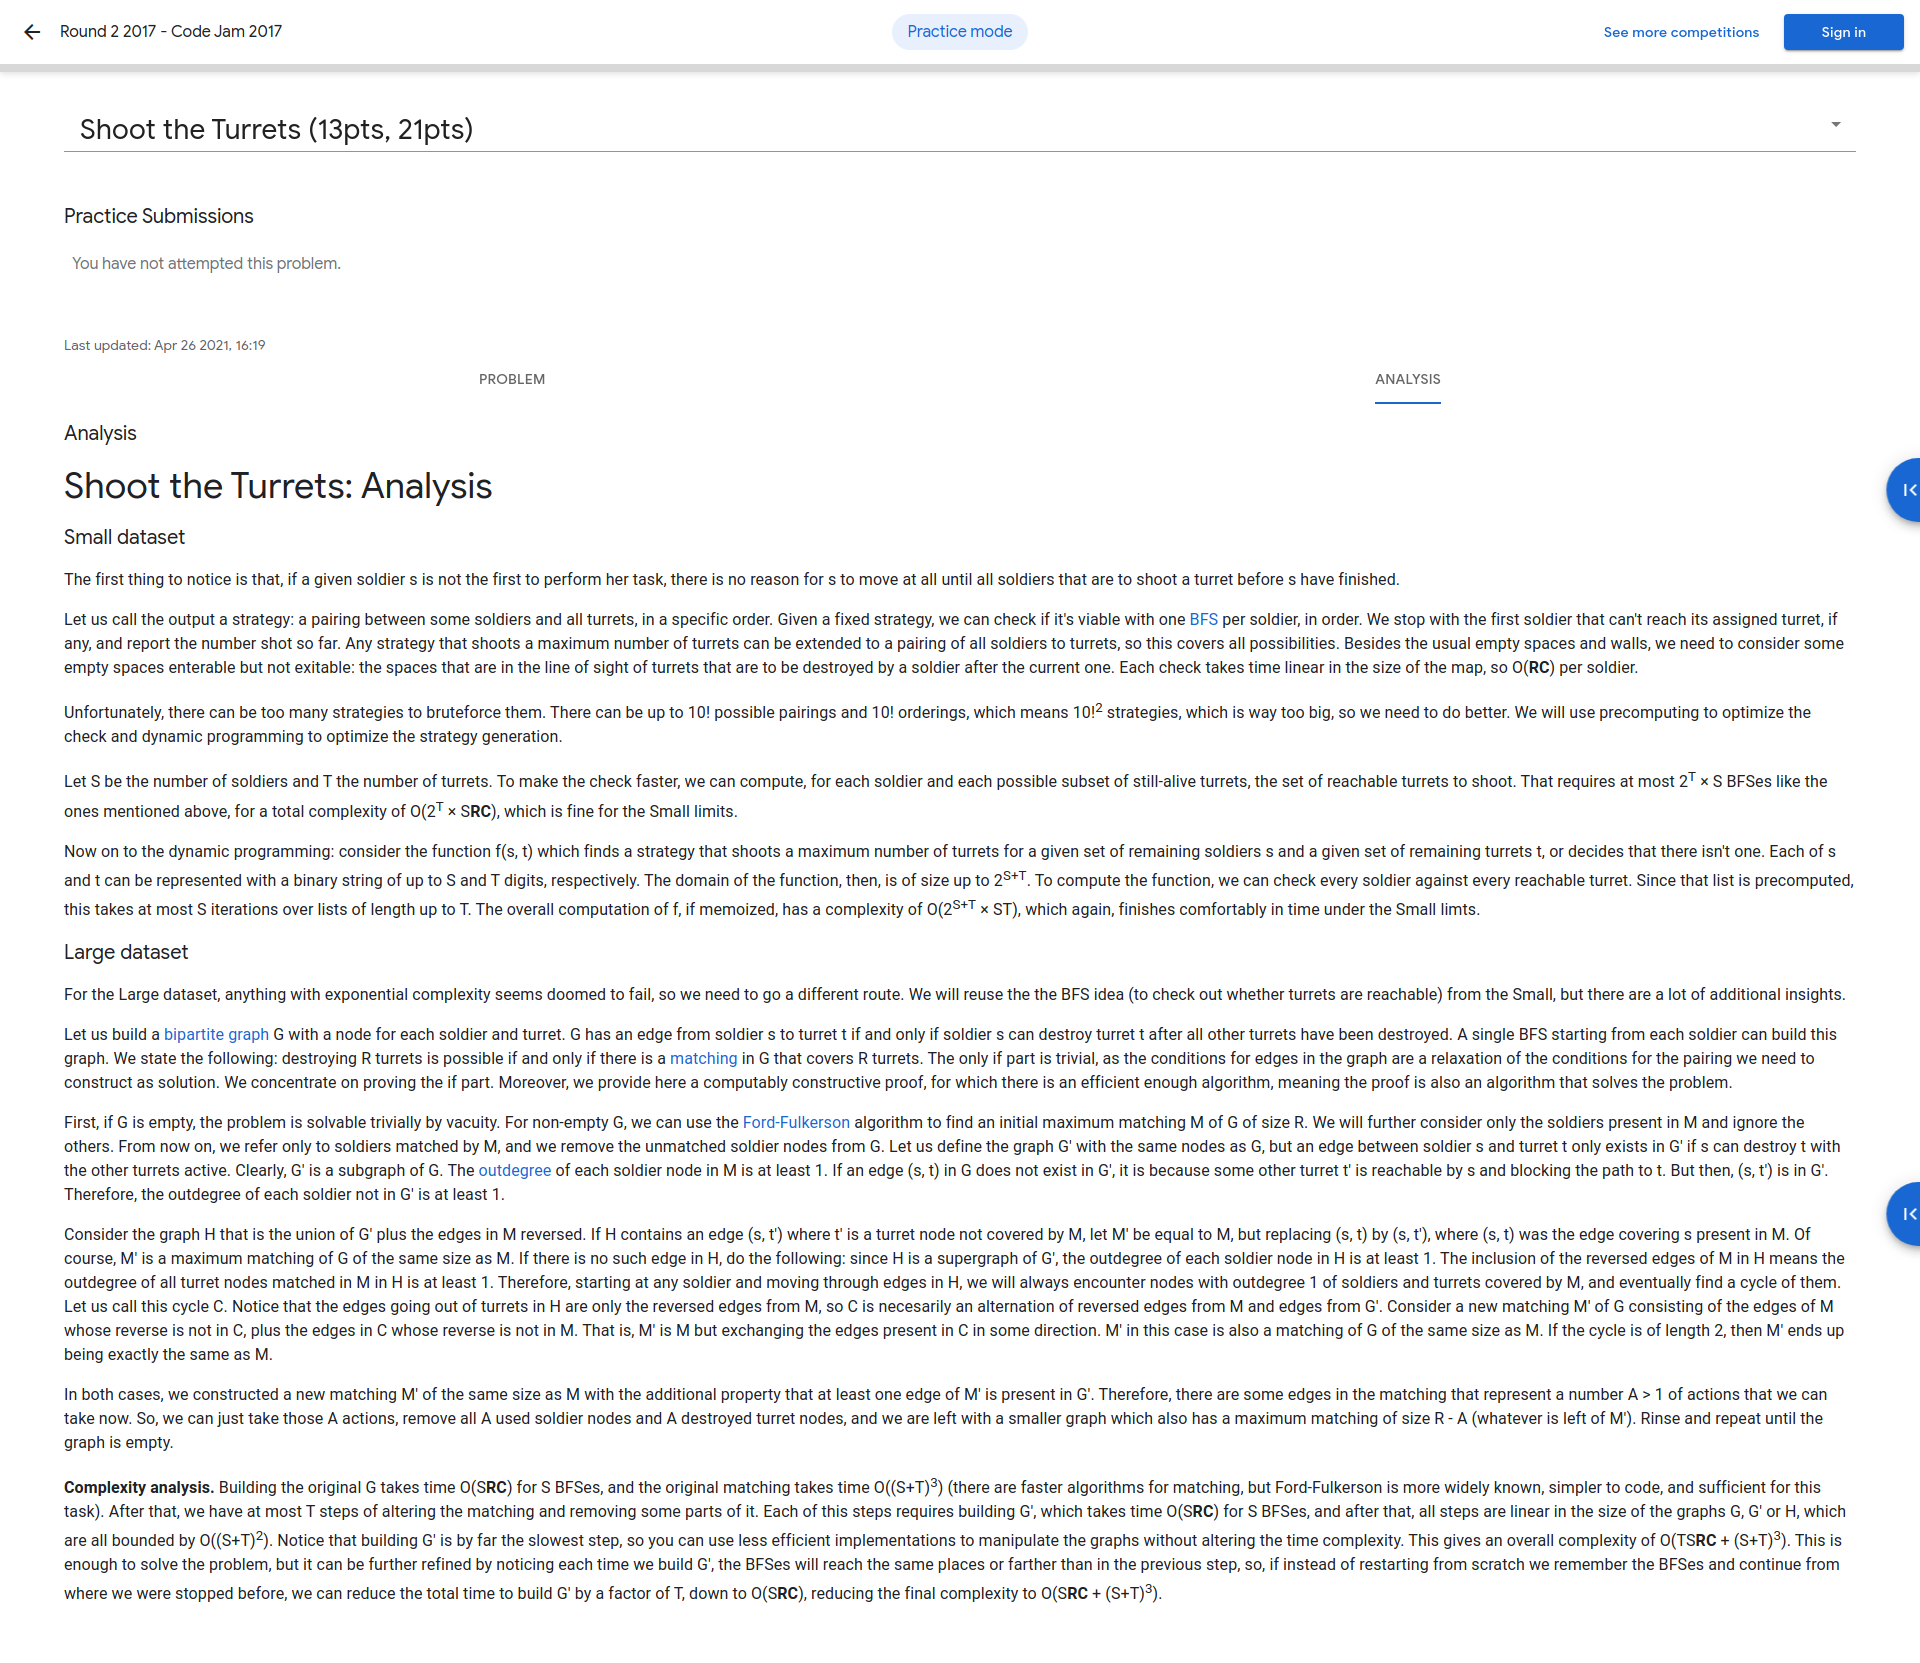 Round 2 2017 - Code Jam 2017
Practice mode
See more competitions
Sign in
Shoot the Turrets (13pts, 21pts)
Practice Submissions
You have not attempted this problem.
Last updated: Apr 26 2021, 16:19
PROBLEM
ANALYSIS
Analysis
Shoot the Turrets: Analysis
Small dataset
The first thing to notice is that, if a given soldier s is not the first to perform her task, there is no reason for s to move at all until all soldiers that are to shoot a turret before s have finished.
Let us call the output a strategy: a pairing between some soldiers and all turrets, in a specific order. Given a fixed strategy, we can check if it's viable with one BFS per soldier, in order. We stop with the first soldier that can't reach its assigned turret, if
any, and report the number shot so far. Any strategy that shoots a maximum number of turrets can be extended to a pairing of all soldiers to turrets, so this covers all possibilities. Besides the usual empty spaces and walls, we need to consider some
empty spaces enterable but not exitable: the spaces that are in the line of sight of turrets that are to be destroyed by a soldier after the current one. Each check takes time linear in the size of the map, so O(RC) per soldier.
Unfortunately, there can be too many strategies to bruteforce them. There can be up to 10! possible pairings and 10! orderings, which means 10!2 strategies, which is way too big, so we need to do better. We will use precomputing to optimize the
check and dynamic programming to optimize the strategy generation.
Let S be the number of soldiers and T the number of turrets. To make the check faster, we can compute, for each soldier and each possible subset of still-alive turrets, the set of reachable turrets to shoot. That requires at most 2T × S BFSes like the
ones mentioned above, for a total complexity of O(2T × SRC), which is fine for the Small limits.
Now on to the dynamic programming: consider the function f(s, t) which finds a strategy that shoots a maximum number of turrets for a given set of remaining soldiers s and a given set of remaining turrets t, or decides that there isn't one. Each of s
and t can be represented with a binary string of up to S and T digits, respectively. The domain of the function, then, is of size up to 2S+T. To compute the function, we can check every soldier against every reachable turret. Since that list is precomputed,
this takes at most S iterations over lists of length up to T. The overall computation of f, if memoized, has a complexity of O(2S+T × ST), which again, finishes comfortably in time under the Small limts.
Large dataset
For the Large dataset, anything with exponential complexity seems doomed to fail, so we need to go a different route. We will reuse the the BFS idea (to check out whether turrets are reachable) from the Small, but there are a lot of additional insights.
Let us build a bipartite graph G with a node for each soldier and turret. G has an edge from soldier s to turret t if and only if soldier s can destroy turret t after all other turrets have been destroyed. A single BFS starting from each soldier can build this
graph. We state the following: destroying R turrets is possible if and only if there is a matching in G that covers R turrets. The only if part is trivial, as the conditions for edges in the graph are a relaxation of the conditions for the pairing we need to
construct as solution. We concentrate on proving the if part. Moreover, we provide here a computably constructive proof, for which there is an efficient enough algorithm, meaning the proof is also an algorithm that solves the problem.
First, if G is empty, the problem is solvable trivially by vacuity. For non-empty G, we can use the Ford-Fulkerson algorithm to find an initial maximum matching M of G of size R. We will further consider only the soldiers present in M and ignore the
others. From now on, we refer only to soldiers matched by M, and we remove the unmatched soldier nodes from G. Let us define the graph G' with the same nodes as G, but an edge between soldier s and turret t only exists in G' if s can destroy t with
the other turrets active. Clearly, G' is a subgraph of G. The outdegree of each soldier node in M is at least 1. If an edge (s, t) in G does not exist in G', it is because some other turret t' is reachable by s and blocking the path to t. But then, (s, t') is in G'.
Therefore, the outdegree of each soldier not in G' is at least 1.
Consider the graph H that is the union of G' plus the edges in M reversed. If H contains an edge (s, t') where t' is a turret node not covered by M, let M' be equal to M, but replacing (s, t) by (s, t'), where (s, t) was the edge covering s present in M. Of
course, M' is a maximum matching of G of the same size as M. If there is no such edge in H, do the following: since H is a supergraph of G', the outdegree of each soldier node in H is at least 1. The inclusion of the reversed edges of M in H means the
outdegree of all turret nodes matched in M in H is at least 1. Therefore, starting at any soldier and moving through edges in H, we will always encounter nodes with outdegree 1 of soldiers and turrets covered by M, and eventually find a cycle of them.
Let us call this cycle C. Notice that the edges going out of turrets in H are only the reversed edges from M, so C is necesarily an alternation of reversed edges from M and edges from G'. Consider a new matching M' of G consisting of the edges of M
whose reverse is not in C, plus the edges in C whose reverse is not in M. That is, M' is M but exchanging the edges present in C in some direction. M' in this case is also a matching of G of the same size as M. If the cycle is of length 2, then M' ends up
being exactly the same as M.
In both cases, we constructed a new matching M' of the same size as M with the additional property that at least one edge of M' is present in G'. Therefore, there are some edges in the matching that represent a number A > 1 of actions that we can
take now. So, we can just take those A actions, remove all A used soldier nodes and A destroyed turret nodes, and we are left with a smaller graph which also has a maximum matching of size R - A (whatever is left of M'). Rinse and repeat until the
graph is empty.
Complexity analysis. Building the original G takes time O(SRC) for S BFSes, and the original matching takes time O((S+T)3) (there are faster algorithms for matching, but Ford-Fulkerson is more widely known, simpler to code, and sufficient for this
task). After that, we have at most T steps of altering the matching and removing some parts of it. Each of this steps requires building G', which takes time O(SRC) for S BFSes, and after that, all steps are linear in the size of the graphs G, G' or H, which
are all bounded by O((S+T)2). Notice that building G' is by far the slowest step, so you can use less efficient implementations to manipulate the graphs without altering the time complexity. This gives an overall complexity of O(TSRC + (S+T)3). This is
enough to solve the problem, but it can be further refined by noticing each time we build G', the BFSes will reach the same places or farther than in the previous step, so, if instead of restarting from scratch we remember the BFSes and continue from
where we were stopped before, we can reduce the total time to build G' by a factor of T, down to O(SRC), reducing the final complexity to O(SRC + (S+T)3).